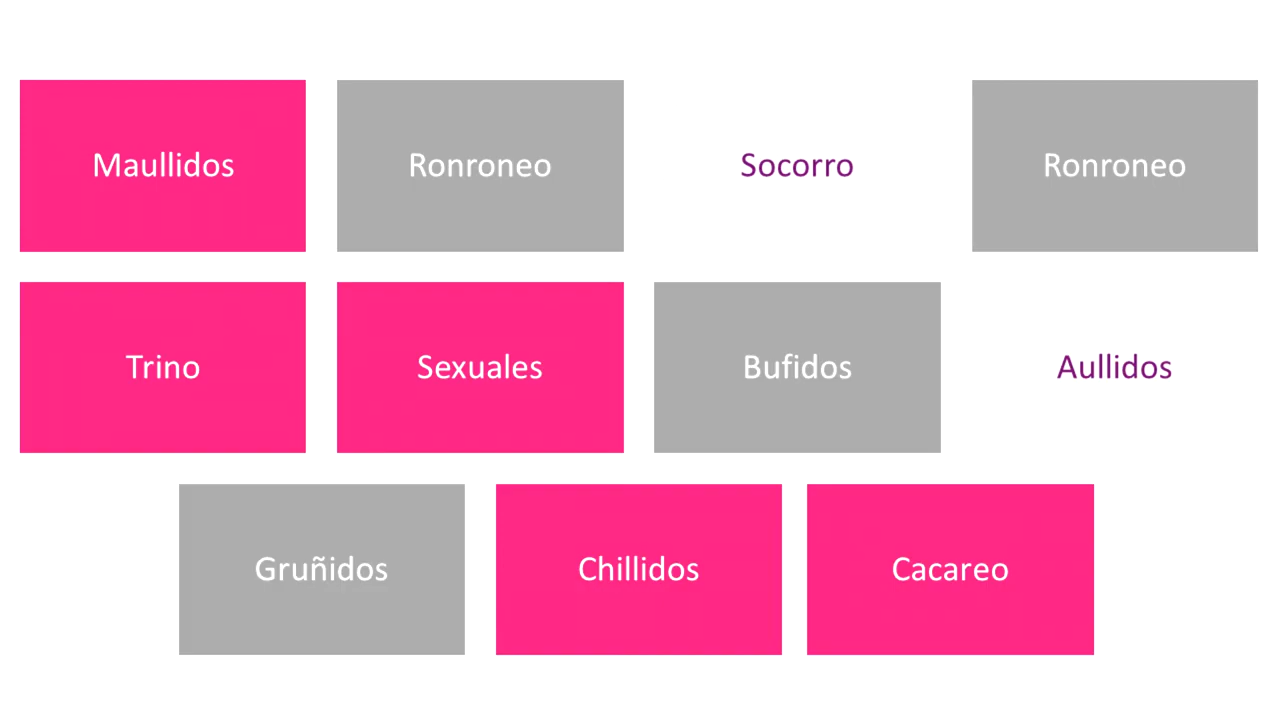 Maullidos
Ronroneo
Socorro
Ronroneo
Trino
Sexuales
Bufidos
Aullidos
Gruñidos
Chillidos
Cacareo